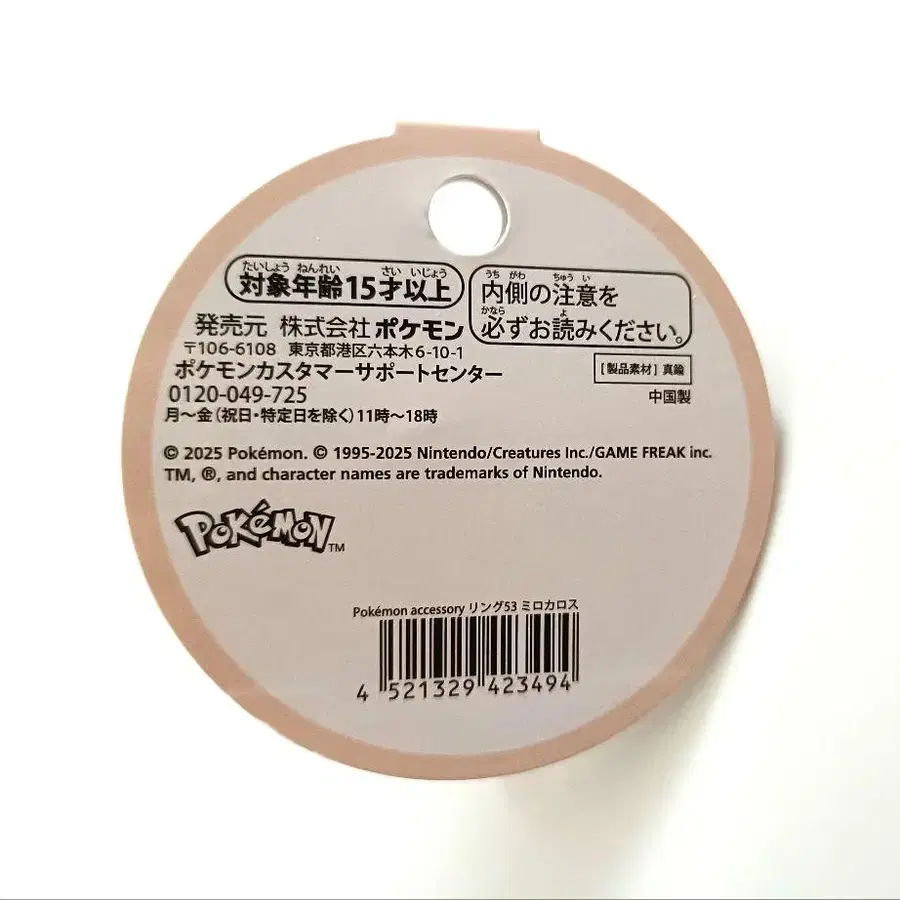 たいしょう ねんれい さい いじょう
対象年齢15才以上
うち がわ ちゅう い
内側の注意を
かなら よ
必ずお読みください。
発売元 株式会社ポケモン
〒106-6108 東京都港区六本木6-10-1
ポケモンカスタマーサポートセンター
0120-049-725
月～金(祝日・特定日を除く)11時～18時
[製品素材] 真鍮
中国製
© 2025 Pokémon. © 1995-2025 Nintendo/Creatures Inc./GAME FREAK inc.
TM, ®, and character names are trademarks of Nintendo.
POKéMON TM
Pokémon accessory リング53 ミロカロス
4 521329 423494